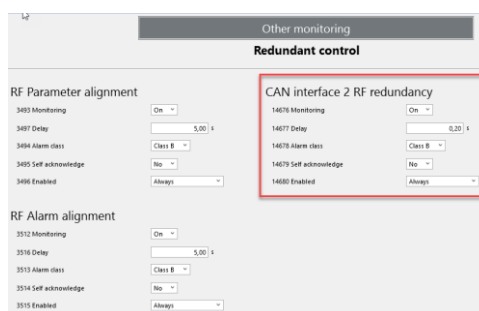 Other monitoring
Redundant control
RF Parameter alignment
3493 Monitoring On
3497 Delay 5,00 s
3494 Alarm class Class B
3495 Self acknowledge No
3496 Enabled Always
CAN interface 2 RF redundancy
14676 Monitoring On
14677 Delay 0,20 s
14678 Alarm class Class B
14679 Self acknowledge No
14680 Enabled Always
RF Alarm alignment
3512 Monitoring On
3516 Delay 5,00 s
3513 Alarm class Class B
3514 Self acknowledge No
3515 Enabled Always